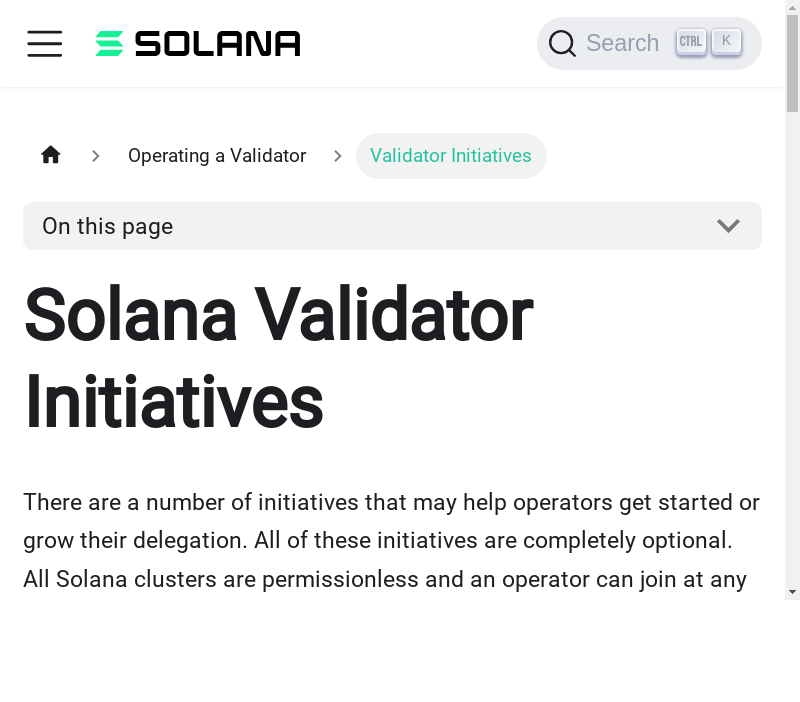 SOLANA
Search CTRL K
Operating a Validator Validator Initiatives
On this page
Solana Validator
Initiatives
There are a number of initiatives that may help operators get started or
grow their delegation. All of these initiatives are completely optional.
All Solana clusters are permissionless and an operator can join at any